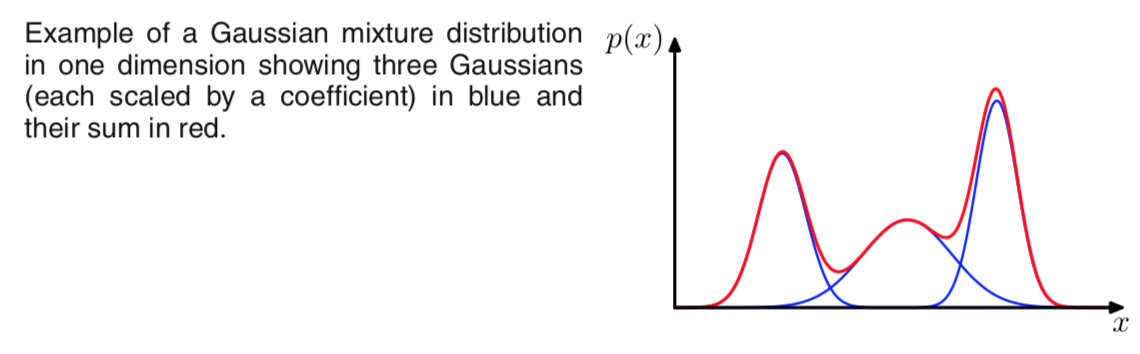 Example of a Gaussian mixture distribution
in one dimension showing three Gaussians
(each scaled by a coefficient) in blue and
their sum in red.
p(x)
x